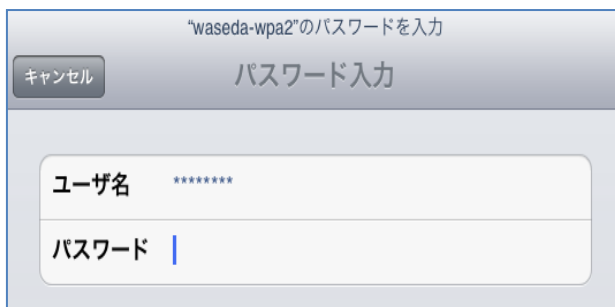 “waseda-wpa2”のパスワードを入力
キャンセル パスワード入力
ユーザ名 ********
パスワード